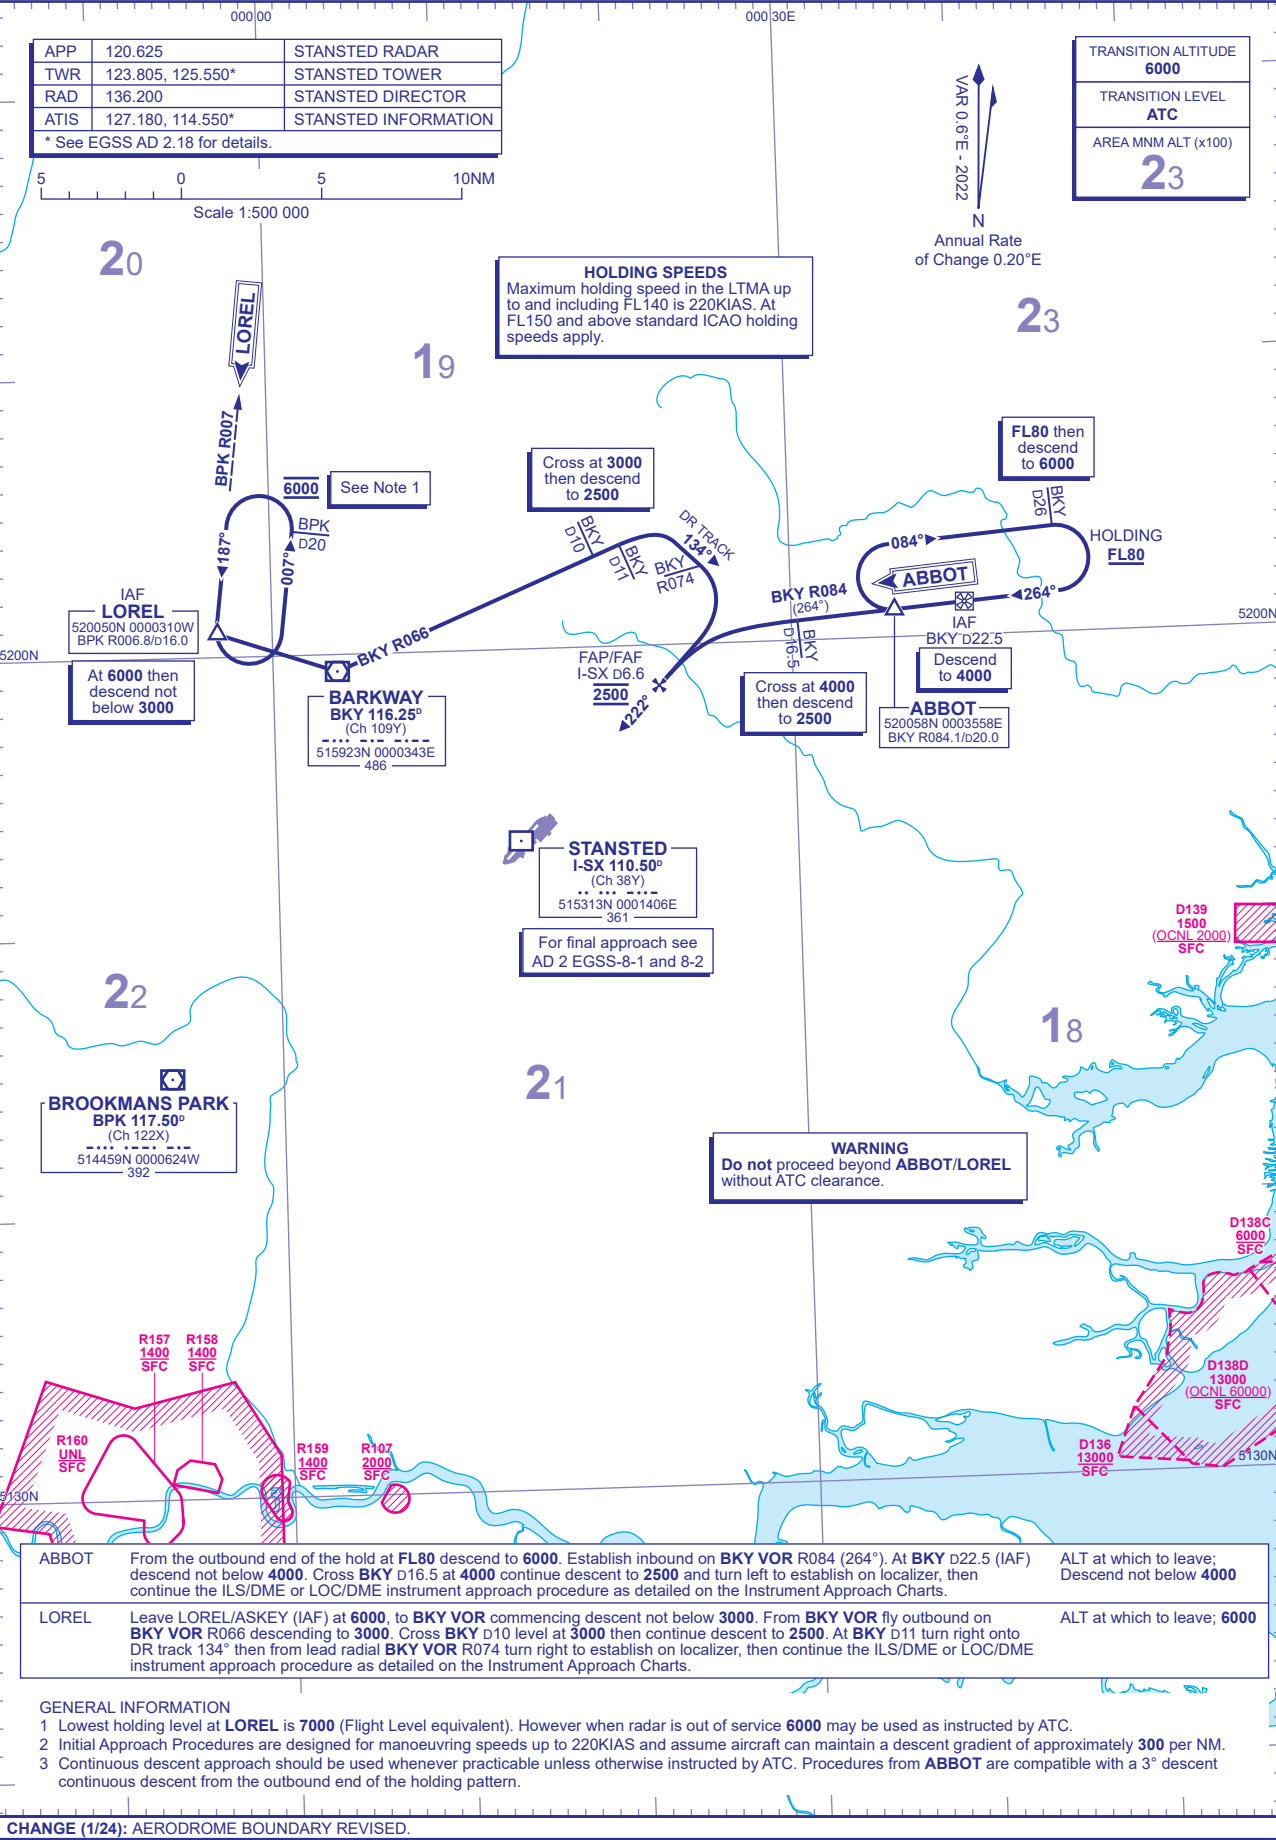 000 00
000 30E
APP 120.625 STANSTED RADAR
TWR 123.805, 125.550* STANSTED TOWER
RAD 136.200 STANSTED DIRECTOR
ATIS 127.180, 114.550* STANSTED INFORMATION
* See EGSS AD 2.18 for details.
5 0 5 10NM
Scale 1:500 000
VAR 0.6°E - 2022
N
Annual Rate
of Change 0.20°E
TRANSITION ALTITUDE
6000
TRANSITION LEVEL
ATC
AREA MNM ALT (x100)
23
20
HOLDING SPEEDS
Maximum holding speed in the LTMA up
to and including FL140 is 220KIAS. At
FL150 and above standard ICAO holding
speeds apply.
23
LOREL
19
BPK R007
6000
See Note 1
BPK
D20
187°
007°
Cross at 3000
then descend
to 2500
BKY
D10
BKY
D11
BKY
R074
DR TRACK
134°
FL80 then
descend
to 6000
BKY
D26
HOLDING
FL80
084°
ABBOT
264°
BKY R084
(264°)
BKY
D16.5
IAF
BKY D22.5
5200N
IAF
LOREL
520050N 0000310W
BPK R006.8/D16.0
5200N
At 6000 then
descend not
below 3000
BKY R066
BARKWAY
BKY 116.25D
(Ch 109Y)
515923N 0000343E
486
FAP/FAF
I-SX D6.6
2500
222°
Descend
to 4000
Cross at 4000
then descend
to 2500
ABBOT
520058N 0003558E
BKY R084.1/D20.0
STANSTED
I-SX 110.50D
(Ch 38Y)
515313N 0001406E
361
For final approach see
AD 2 EGSS-8-1 and 8-2
D139
1500
(OCNL 2000)
SFC
22
18
21
BROOKMANS PARK
BPK 117.50D
(Ch 122X)
514459N 0000624W
392
WARNING
Do not proceed beyond ABBOT/LOREL
without ATC clearance.
D138C
6000
SFC
R157
1400
SFC
R158
1400
SFC
D138D
13000
(OCNL 60000)
SFC
R160
UNL
SFC
R159
1400
SFC
R107
2000
SFC
D136
13000
SFC
5130N
5130N
ABBOT From the outbound end of the hold at FL80 descend to 6000. Establish inbound on BKY VOR R084 (264°). At BKY D22.5 (IAF) ALT at which to leave;
descend not below 4000. Cross BKY D16.5 at 4000 continue descent to 2500 and turn left to establish on localizer, then Descend not below 4000
continue the ILS/DME or LOC/DME instrument approach procedure as detailed on the Instrument Approach Charts.
LOREL Leave LOREL/ASKEY (IAF) at 6000, to BKY VOR commencing descent not below 3000. From BKY VOR fly outbound on ALT at which to leave; 6000
BKY VOR R066 descending to 3000. Cross BKY D10 level at 3000 then continue descent to 2500. At BKY D11 turn right onto
DR track 134° then from lead radial BKY VOR R074 turn right to establish on localizer, then continue the ILS/DME or LOC/DME
instrument approach procedure as detailed on the Instrument Approach Charts.
GENERAL INFORMATION
1 Lowest holding level at LOREL is 7000 (Flight Level equivalent). However when radar is out of service 6000 may be used as instructed by ATC.
2 Initial Approach Procedures are designed for manoeuvring speeds up to 220KIAS and assume aircraft can maintain a descent gradient of approximately 300 per NM.
3 Continuous descent approach should be used whenever practicable unless otherwise instructed by ATC. Procedures from ABBOT are compatible with a 3° descent
continuous descent from the outbound end of the holding pattern.
CHANGE (1/24): AERODROME BOUNDARY REVISED.